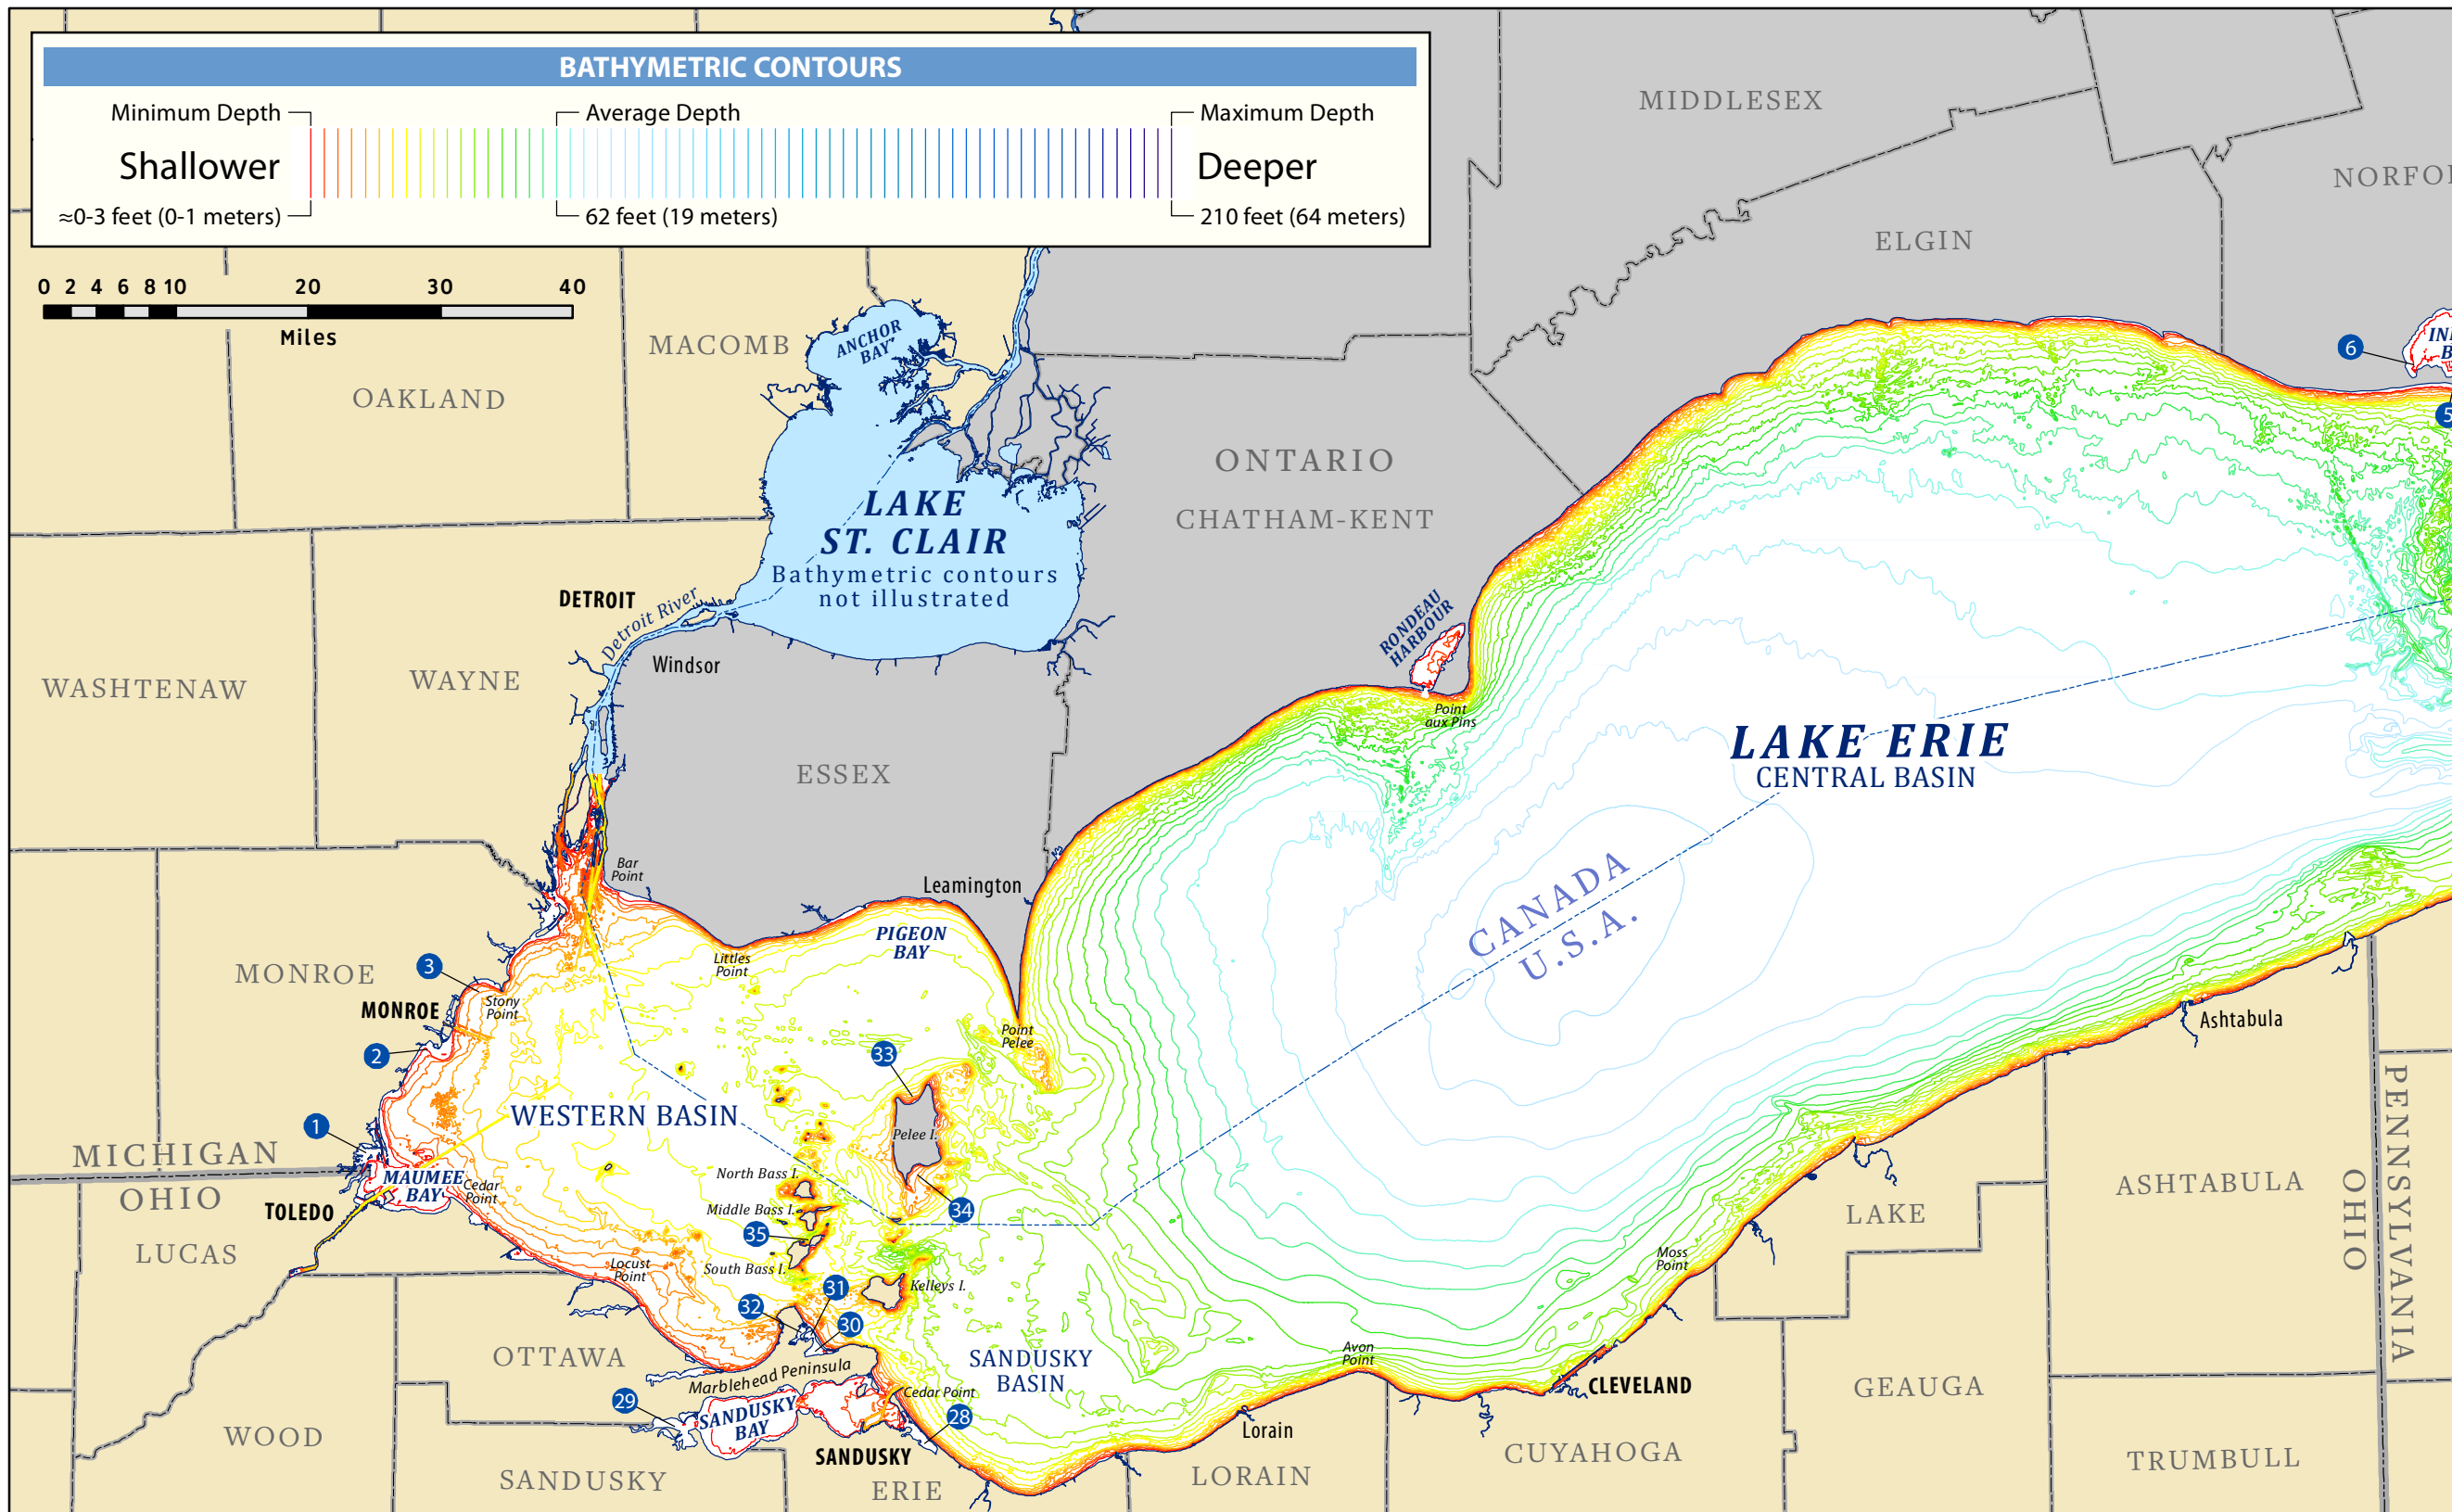 BATHYMETRIC CONTOURS
Minimum Depth
Average Depth
Maximum Depth
Shallower
Deeper
≈0-3 feet (0-1 meters)
62 feet (19 meters)
210 feet (64 meters)
0 2 4 6 8 10 20 30 40
Miles
MIDDLESEX
NORFOL
ELGIN
MACOMB
OAKLAND
ANCHOR
BAY
6
5
ONTARIO
CHATHAM-KENT
LAKE
ST. CLAIR
Bathymetric contours
not illustrated
DETROIT
Detroit River
Windsor
RONDEAU
HARBOUR
WASHTENAW
WAYNE
Point
aux Pins
LAKE ERIE
CENTRAL BASIN
ESSEX
Bar
Point
Leamington
CANADA
U.S.A.
PIGEON
BAY
Littles
Point
3
MONROE
Stony
Point
MONROE
Ashtabula
Point
Pelee
2
33
WESTERN BASIN
1
Pelee I.
MICHIGAN
OHIO
MAUMEE
BAY
Cedar
Point
North Bass I.
TOLEDO
Middle Bass I.
34
35
LUCAS
Locust
Point
South Bass I.
Kelleys I.
31
32
30
Moss
Point
LAKE
ASHTABULA
OHIO
PENNSYLVANIA
OTTAWA
Marblehead Peninsula
SANDUSKY
BASIN
Avon
Point
CLEVELAND
GEAUGA
29
SANDUSKY
BAY
Cedar Point
28
WOOD
SANDUSKY
Lorain
CUYAHOGA
SANDUSKY
ERIE
LORAIN
TRUMBULL